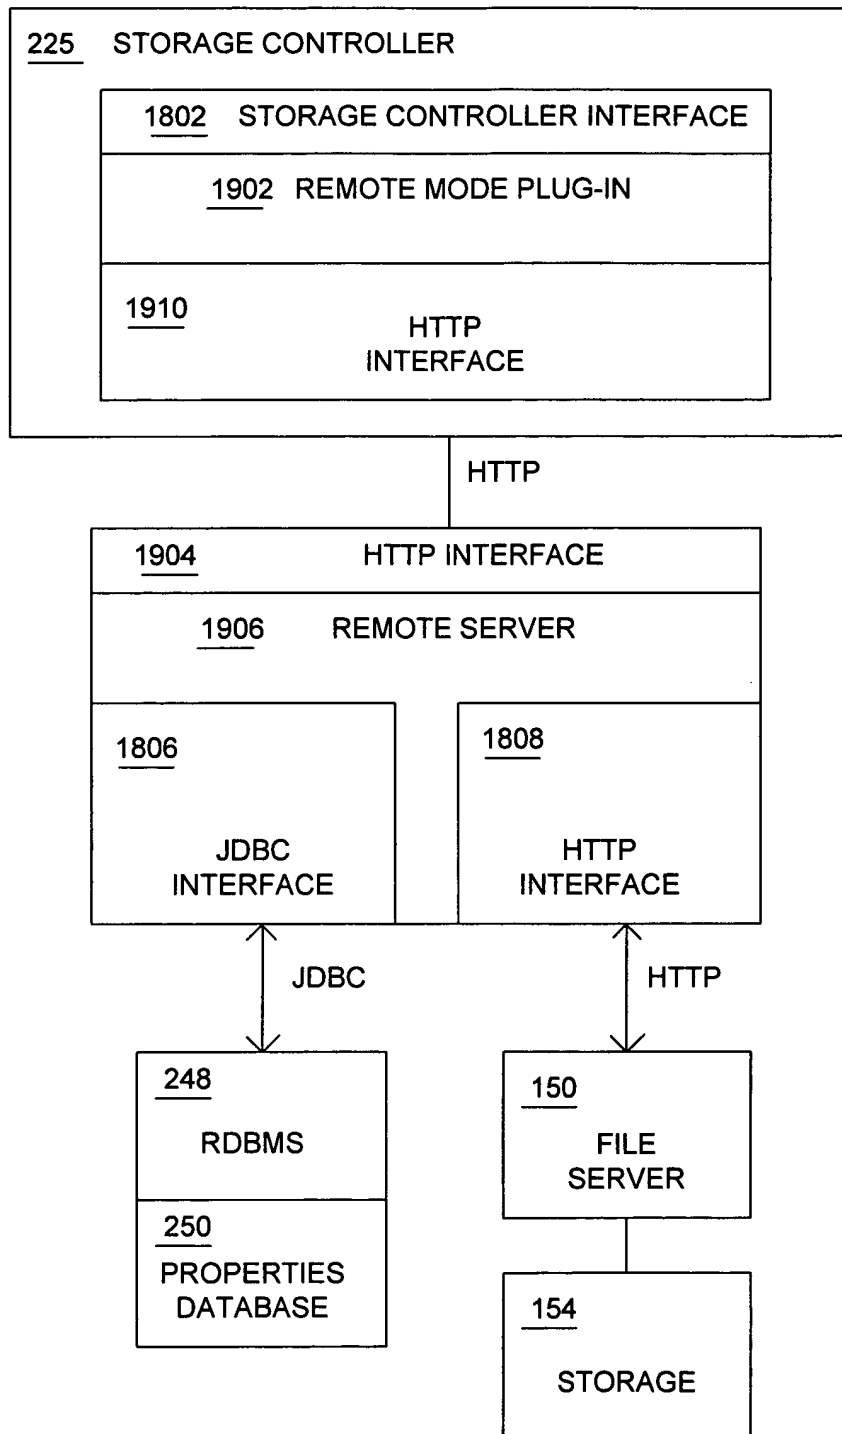 225 STORAGE CONTROLLER
1802 STORAGE CONTROLLER INTERFACE
1902 REMOTE MODE PLUG-IN
1910
HTTP
INTERFACE
HTTP
1904 HTTP INTERFACE
1906 REMOTE SERVER
1806
JDBC
INTERFACE
1808
HTTP
INTERFACE
JDBC
HTTP
248
RDBMS
250
PROPERTIES
DATABASE
150
FILE
SERVER
154
STORAGE